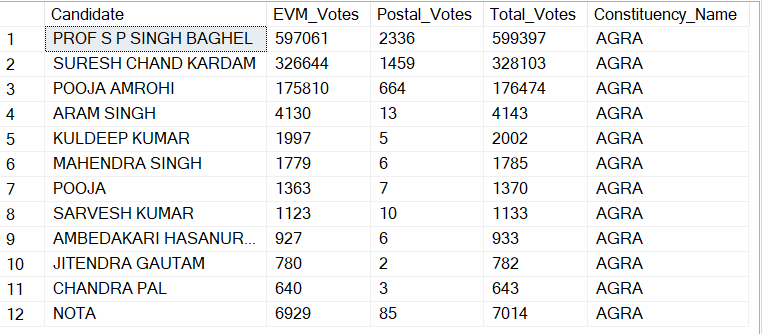 Candidate EVM_Votes Postal_Votes Total_Votes Constituency_Name
1 PROF S P SINGH BAGHEL 597061 2336 599397 AGRA
2 SURESH CHAND KARDAM 326644 1459 328103 AGRA
3 POOJA AMROHI 175810 664 176474 AGRA
4 ARAM SINGH 4130 13 4143 AGRA
5 KULDEEP KUMAR 1997 5 2002 AGRA
6 MAHENDRA SINGH 1779 6 1785 AGRA
7 POOJA 1363 7 1370 AGRA
8 SARVESH KUMAR 1123 10 1133 AGRA
9 AMBEDAKARI HASANUR... 927 6 933 AGRA
10 JITENDRA GAUTAM 780 2 782 AGRA
11 CHANDRA PAL 640 3 643 AGRA
12 NOTA 6929 85 7014 AGRA